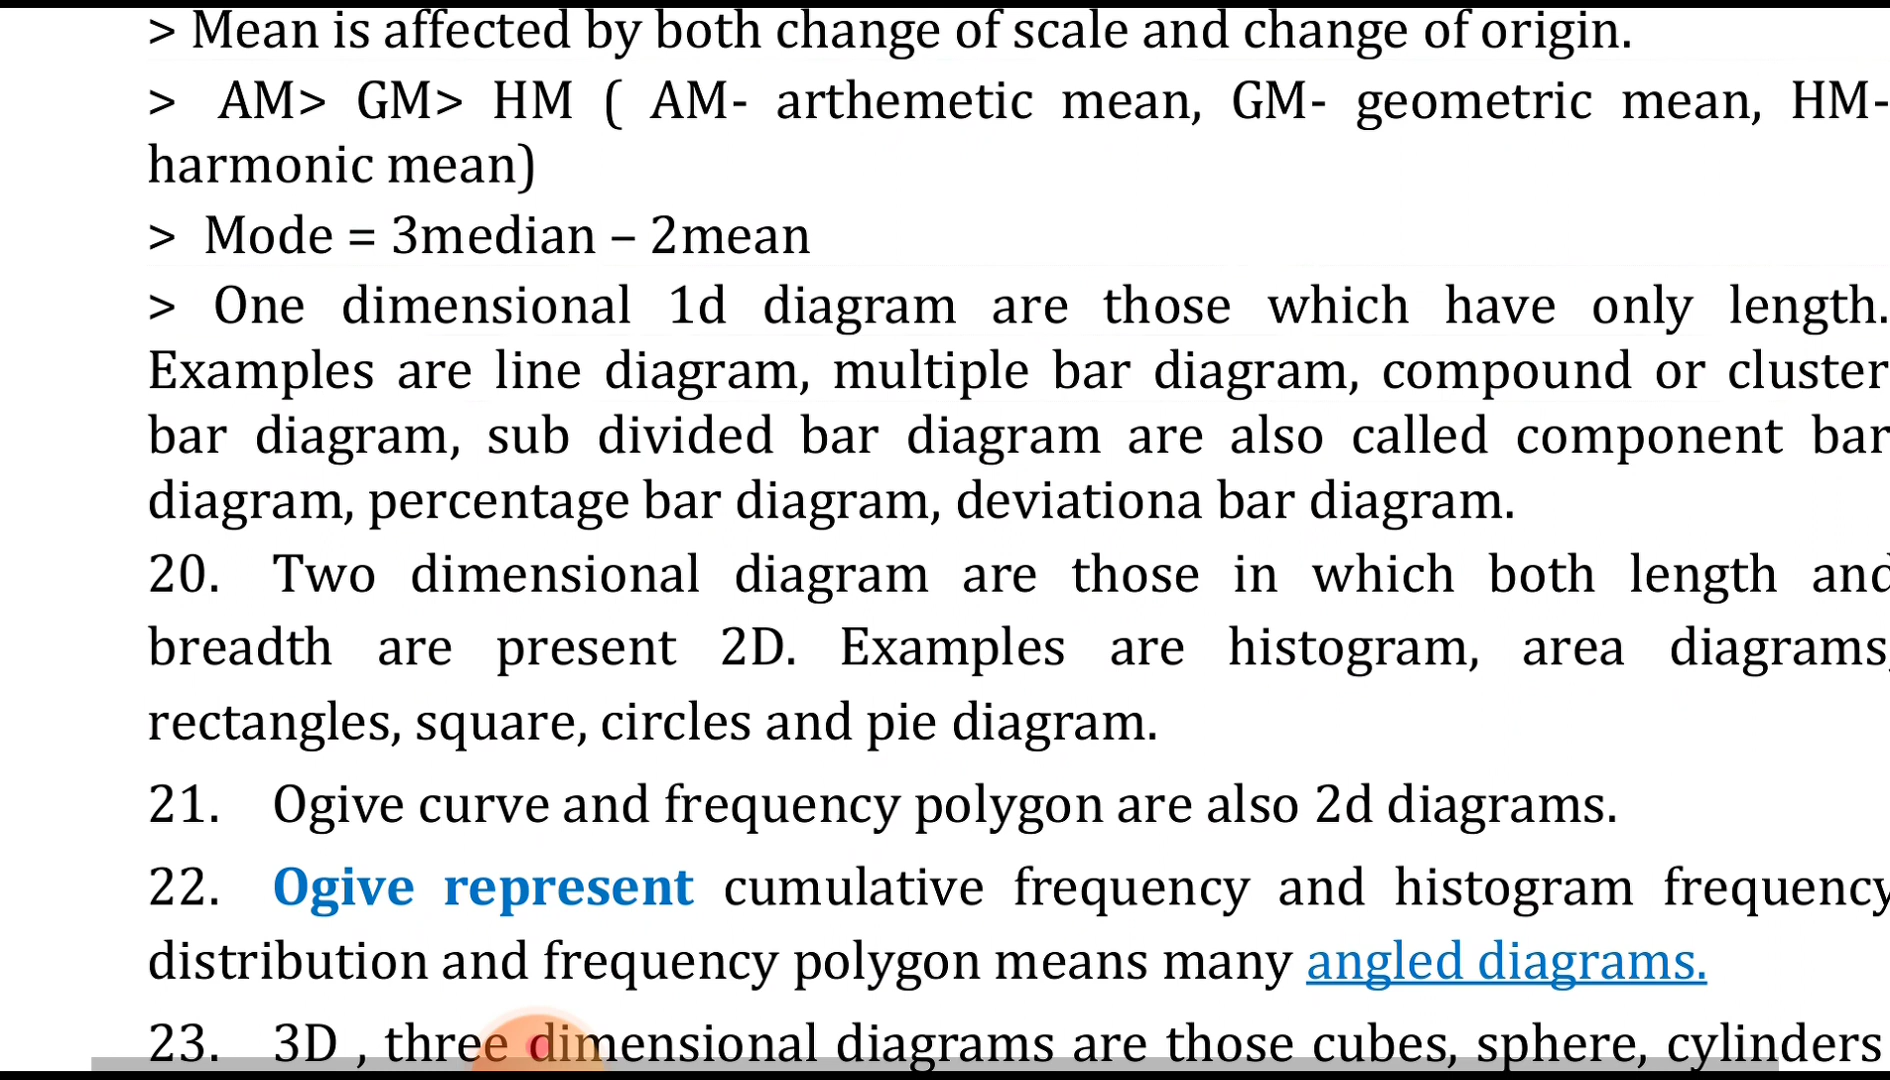 > Mean is affected by both change of scale and change of origin.
> AM> GM> HM ( AM- arthemetic mean, GM- geometric mean, HM-
harmonic mean)
> Mode = 3median – 2mean
> One dimensional 1d diagram are those which have only length.
Examples are line diagram, multiple bar diagram, compound or cluster
bar diagram, sub divided bar diagram are also called component bar
diagram, percentage bar diagram, deviationa bar diagram.
20. Two dimensional diagram are those in which both length and
breadth are present 2D. Examples are histogram, area diagrams,
rectangles, square, circles and pie diagram.
21. Ogive curve and frequency polygon are also 2d diagrams.
22. Ogive represent cumulative frequency and histogram frequency
distribution and frequency polygon means many angled diagrams.
23. 3D , three dimensional diagrams are those cubes, sphere, cylinders